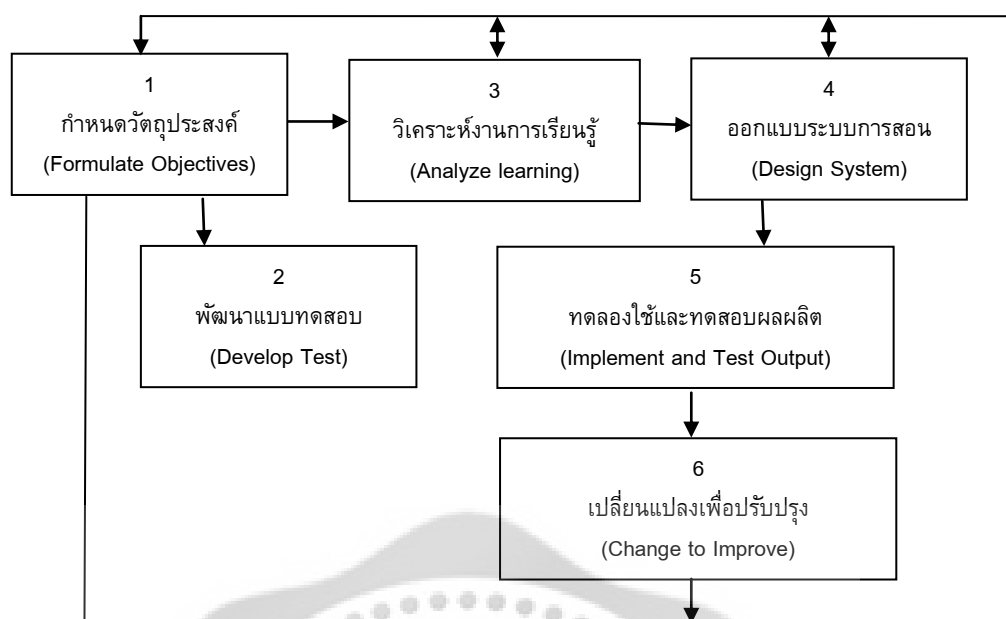 1
กำหนดวัตถุประสงค์
(Formulate Objectives)
2
พัฒนาแบบทดสอบ
(Develop Test)
3
วิเคราะห์งานการเรียนรู้
(Analyze learning)
4
ออกแบบระบบการสอน
(Design System)
5
ทดลองใช้และทดสอบผลผลิต
(Implement and Test Output)
6
เปลี่ยนแปลงเพื่อปรับปรุง
(Change to Improve)